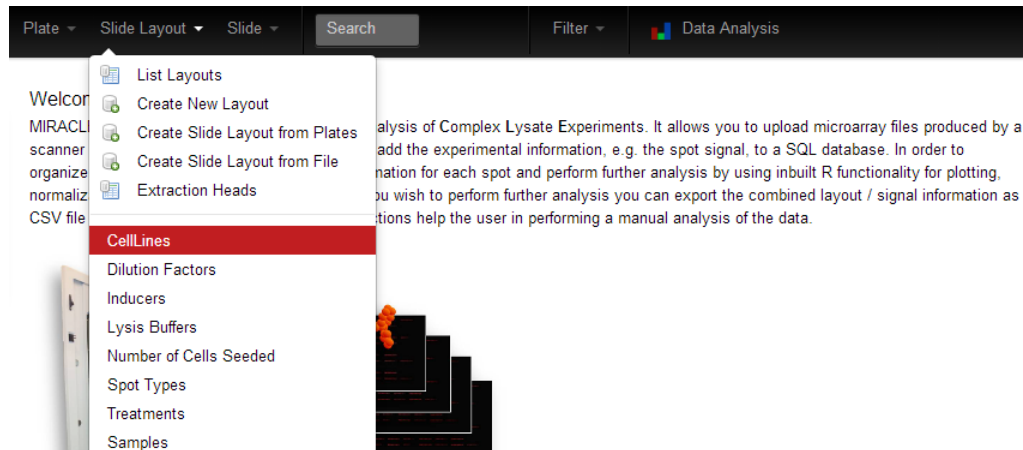 Plate Slide Layout Slide Search Filter Data Analysis
List Layouts
Create New Layout
Create Slide Layout from Plates
Create Slide Layout from File
Extraction Heads
CellLines
Dilution Factors
Inducers
Lysis Buffers
Number of Cells Seeded
Spot Types
Treatments
Samples
alysis of Complex Lysate Experiments. It allows you to upload microarray files produced by a
scanner add the experimental information, e.g. the spot signal, to a SQL database. In order to
organize mation for each spot and perform further analysis by using inbuilt R functionality for plotting,
wish to perform further analysis you can export the combined layout / signal information as
CSV file ctions help the user in performing a manual analysis of the data.